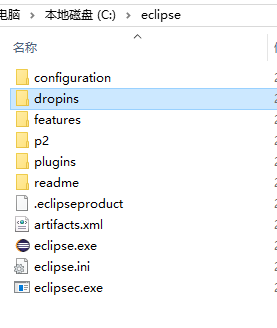 电脑 › 本地磁盘 (C:) › eclipse
名称
configuration
dropins
features
p2
plugins
readme
.eclipseproduct
artifacts.xml
eclipse.exe
eclipse.ini
eclipsec.exe